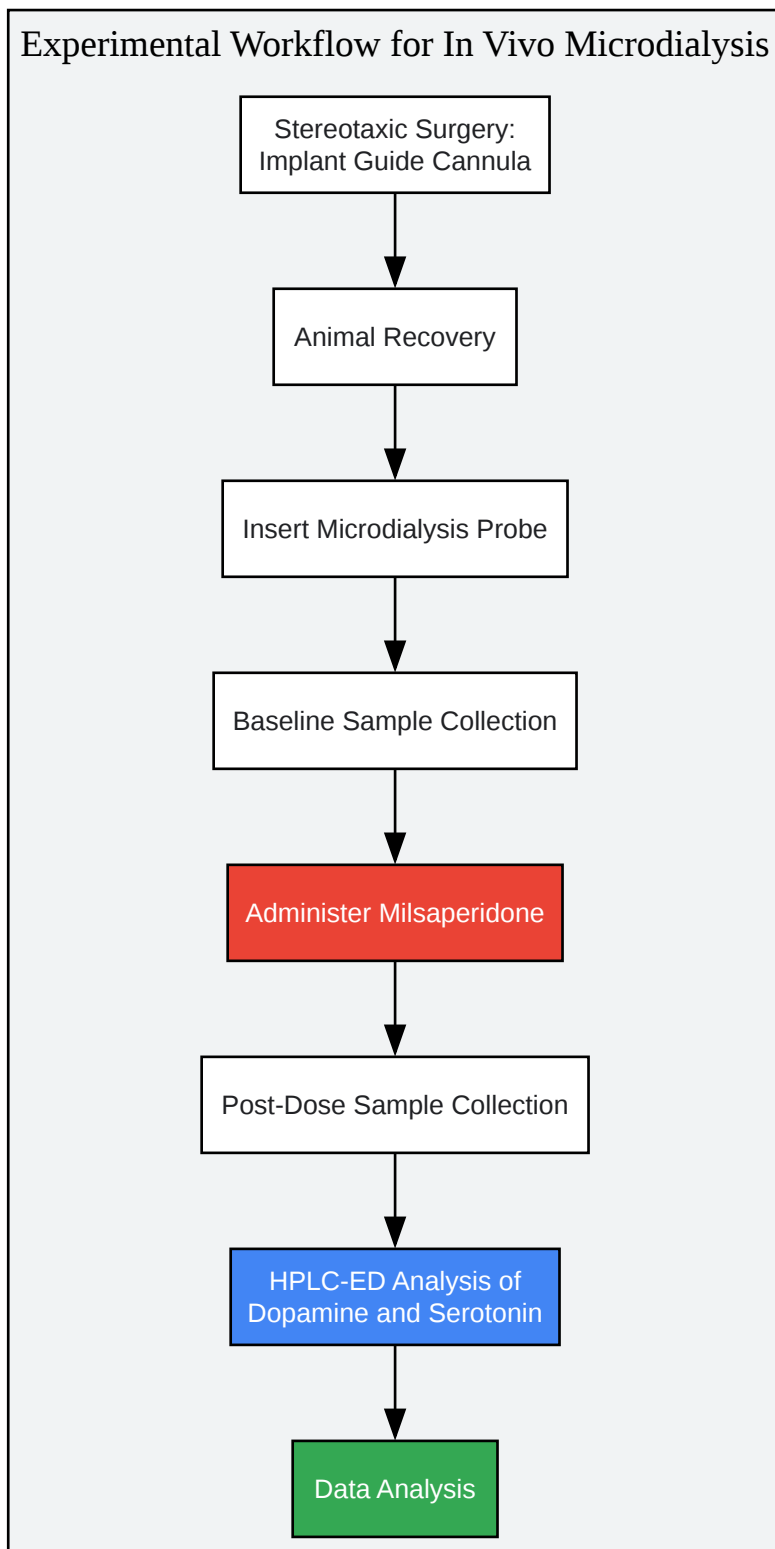 Experimental Workflow for In Vivo Microdialysis
Stereotaxic Surgery:
Implant Guide Cannula
Animal Recovery
Insert Microdialysis Probe
Baseline Sample Collection
Administer Milsaperidone
Post-Dose Sample Collection
HPLC-ED Analysis of
Dopamine and Serotonin
Data Analysis